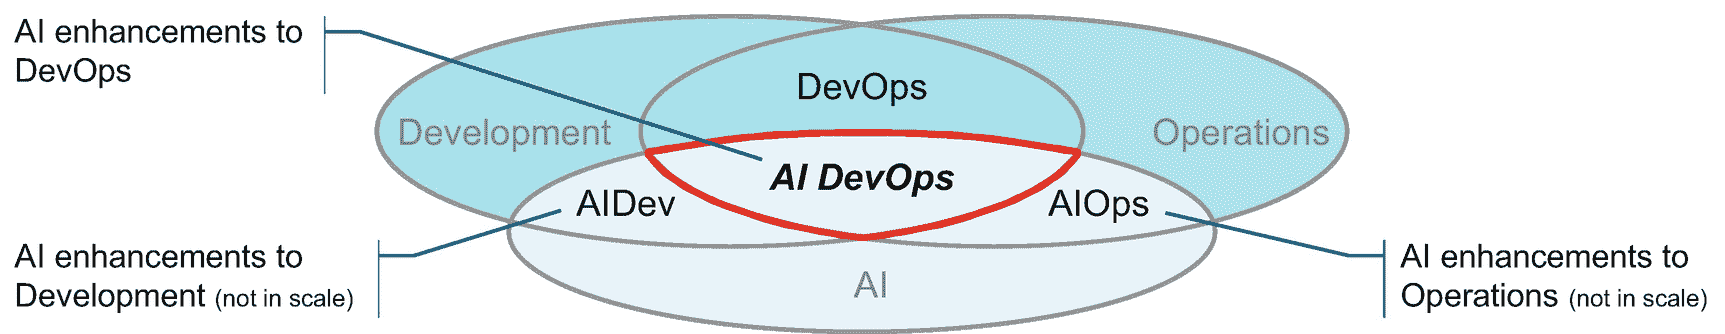 AI enhancements to
DevOps
DevOps
Development
Operations
AI DevOps
AIDev
AIOps
AI enhancements to
Development (not in scale)
AI
AI enhancements to
Operations (not in scale)